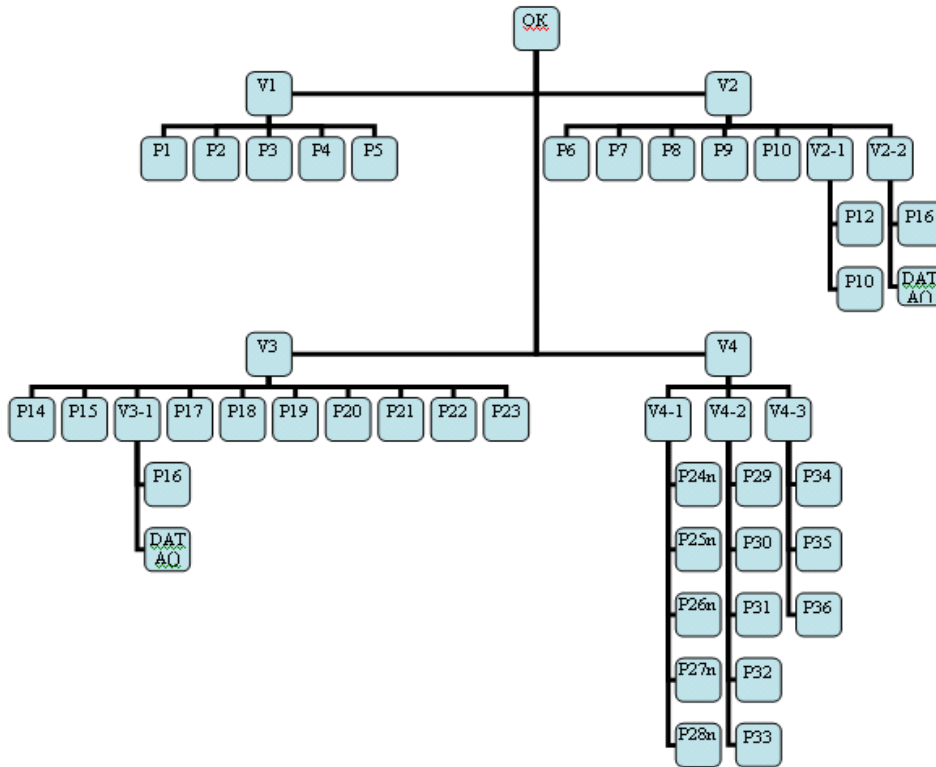 OK
V1
V2
P1
P2
P3
P4
P5
P6
P7
P8
P9
P10
V2-1
V2-2
P12
P16
P10
DAT
A()
V3
V4
P14
P15
V3-1
P17
P18
P19
P20
P21
P22
P23
V4-1
V4-2
V4-3
P16
P24n
P29
P34
DAT
A()
P25n
P30
P35
P26n
P31
P36
P27n
P32
P28n
P33